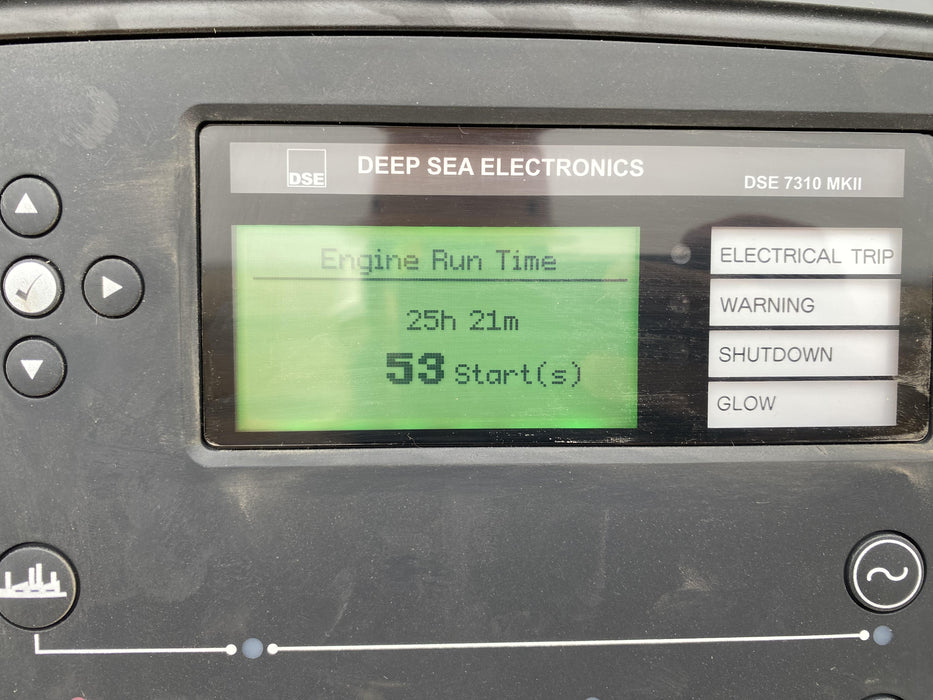 DSE
DEEP SEA ELECTRONICS
DSE 7310 MKII
Engine Run Time
25h 21m
53 Start(s)
ELECTRICAL TRIP
WARNING
SHUTDOWN
GLOW